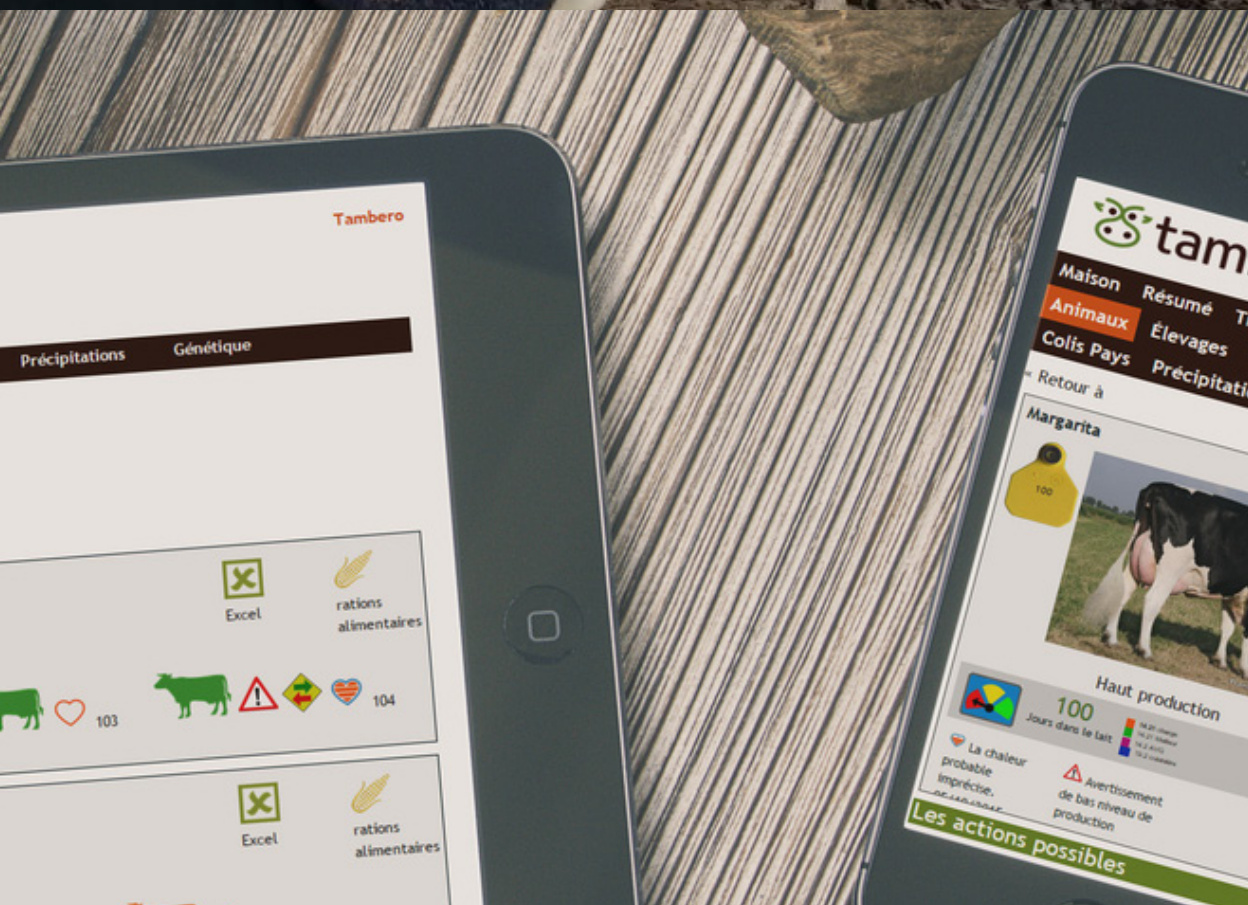 Tambero
Précipitations Génétique
Excel
rations
alimentaires
103
104
Excel
rations
alimentaires
Maison Résumé
Animaux Élevages
Colis Pays
« Retour à
Margarita
100
Haut production
100
Jours dans le lait
La chaleur
probable
imprécise.
Avertissement
de bas niveau de
production
Les actions possibles